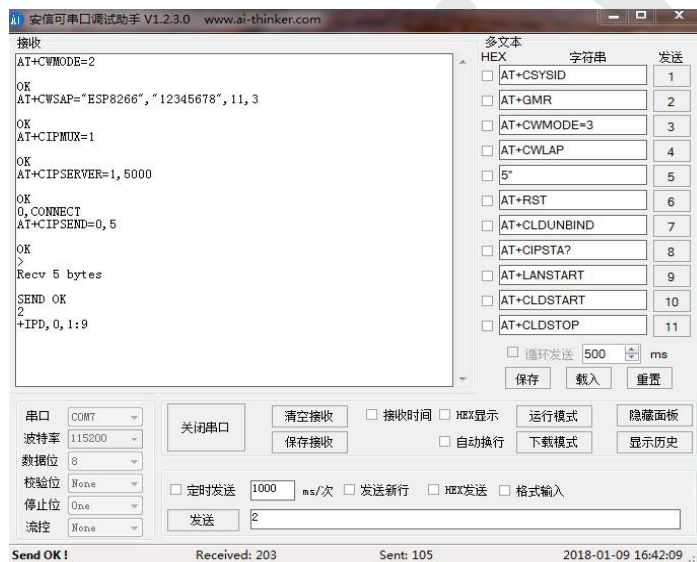 安信可串口调试助手 V1.2.3.0 www.ai-thinker.com
接收
AT+CWMODE=2
OK
AT+CWSAP="ESP8266","12345678",11,3
OK
AT+CIPMUX=1
OK
AT+CIPSERVER=1,5000
OK
0,CONNECT
AT+CIPSEND=0,5
OK
>
Recv 5 bytes
SEND OK
2
+IPD,0,1:9
多文本
HEX 字符串 发送
AT+CSYSID 1
AT+GMR 2
AT+CWMODE=3 3
AT+CWLAP 4
5" 5
AT+RST 6
AT+CLDUNBIND 7
AT+CIPSTA? 8
AT+LANSTART 9
AT+CLDSTART 10
AT+CLDSTOP 11
循环发送 500 ms
保存 载入 重置
串口 COM7
波特率 115200
数据位 8
校验位 None
停止位 One
流控 None
关闭串口
清空接收 接收时间 HEX显示 运行模式 隐藏面板
保存接收 自动换行 下载模式 显示历史
定时发送 1000 ms/次 发送新行 HEX发送 格式输入
发送 2
Send OK! Received: 203 Sent: 105 2018-01-09 16:42:09